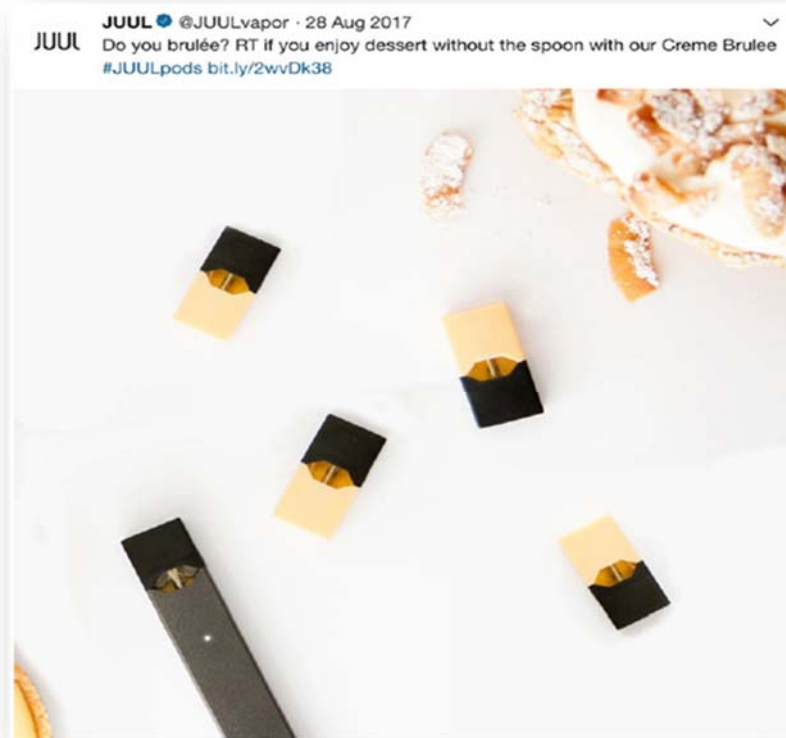 JUUL @JUULvapor · 28 Aug 2017
JUUL
Do you brulée? RT if you enjoy dessert without the spoon with our Creme Brulee
#JUULpods bit.ly/2wvDk38